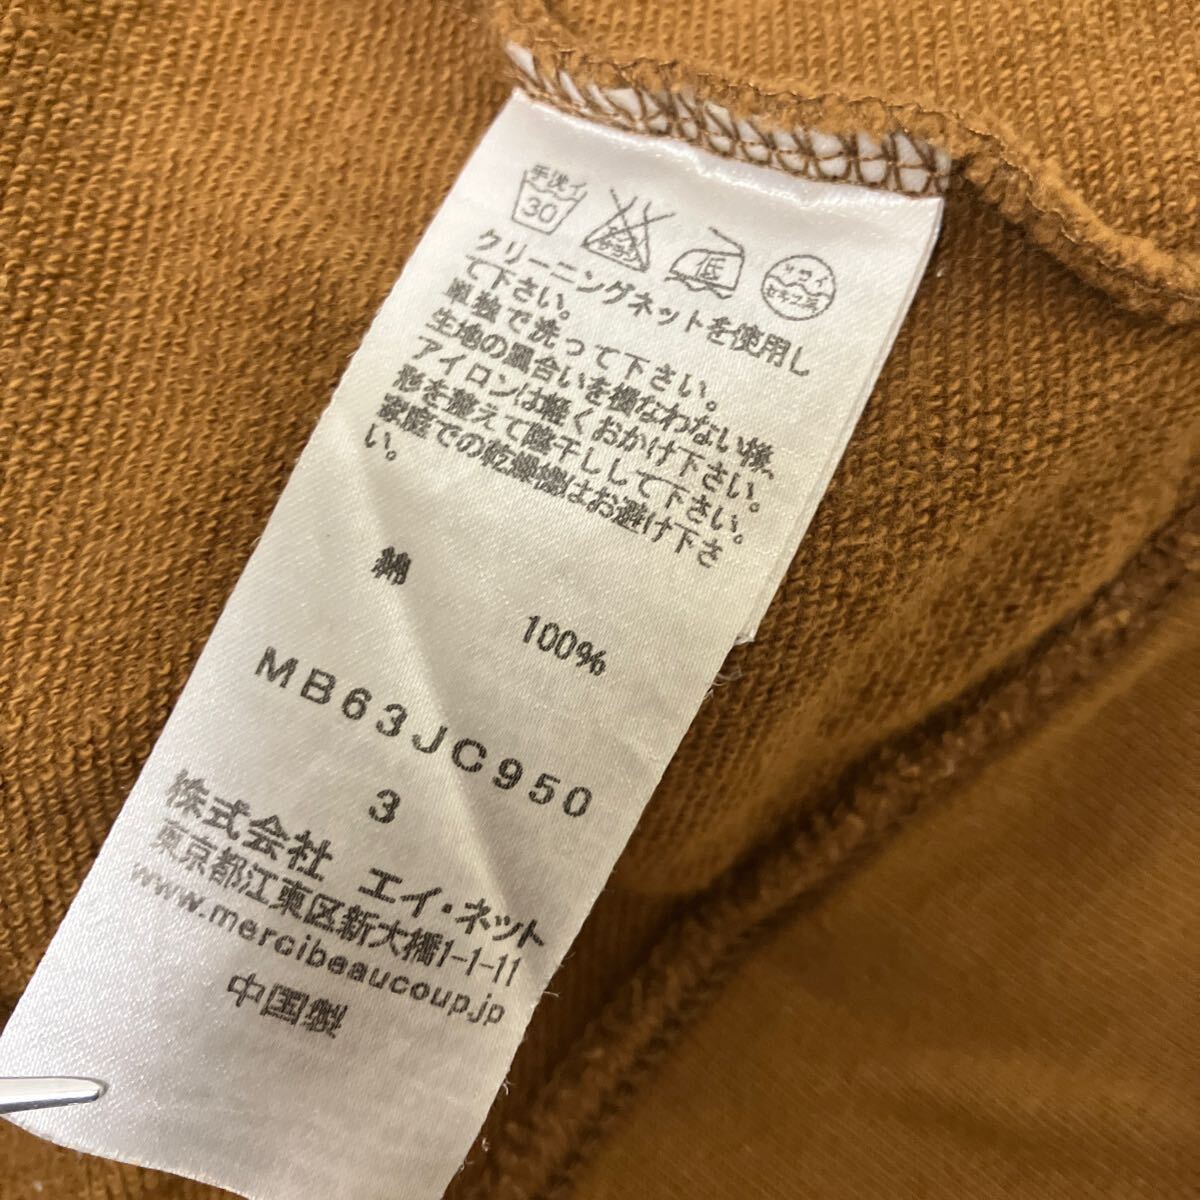 手洗イ
30
低
クリーニングネットを使用し
て下さい。
単独で洗って下さい。
生地の風合いを損なわない様、
アイロンは軽くおかけ下さい。
形を整えて陰干しして下さい。
家庭での乾燥機はお避け下さ
い。
綿
100%
MB63JC950
3
株式会社 エイ・ネット
東京都江東区新大橋1-1-11
www.mercibeaucoup.jp
中国製